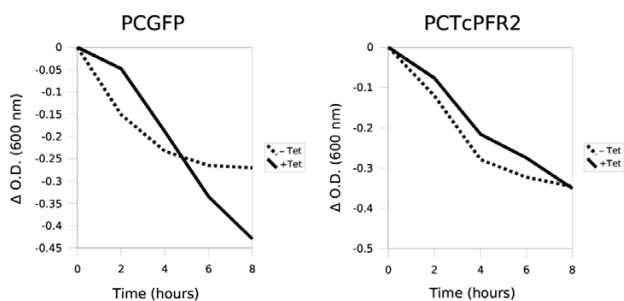 PCGFP
0
-0.05
-0.1
-0.15
-0.2
-0.25
-0.3
-0.35
-0.4
-0.45
Δ O.D. (600 nm)
0 2 4 6 8
Time (hours)
– Tet
+Tet
PCTcPFR2
0
-0.1
-0.2
-0.3
-0.4
-0.5
Δ O.D. (600 nm)
0 2 4 6 8
Time (hours)
– Tet
+Tet